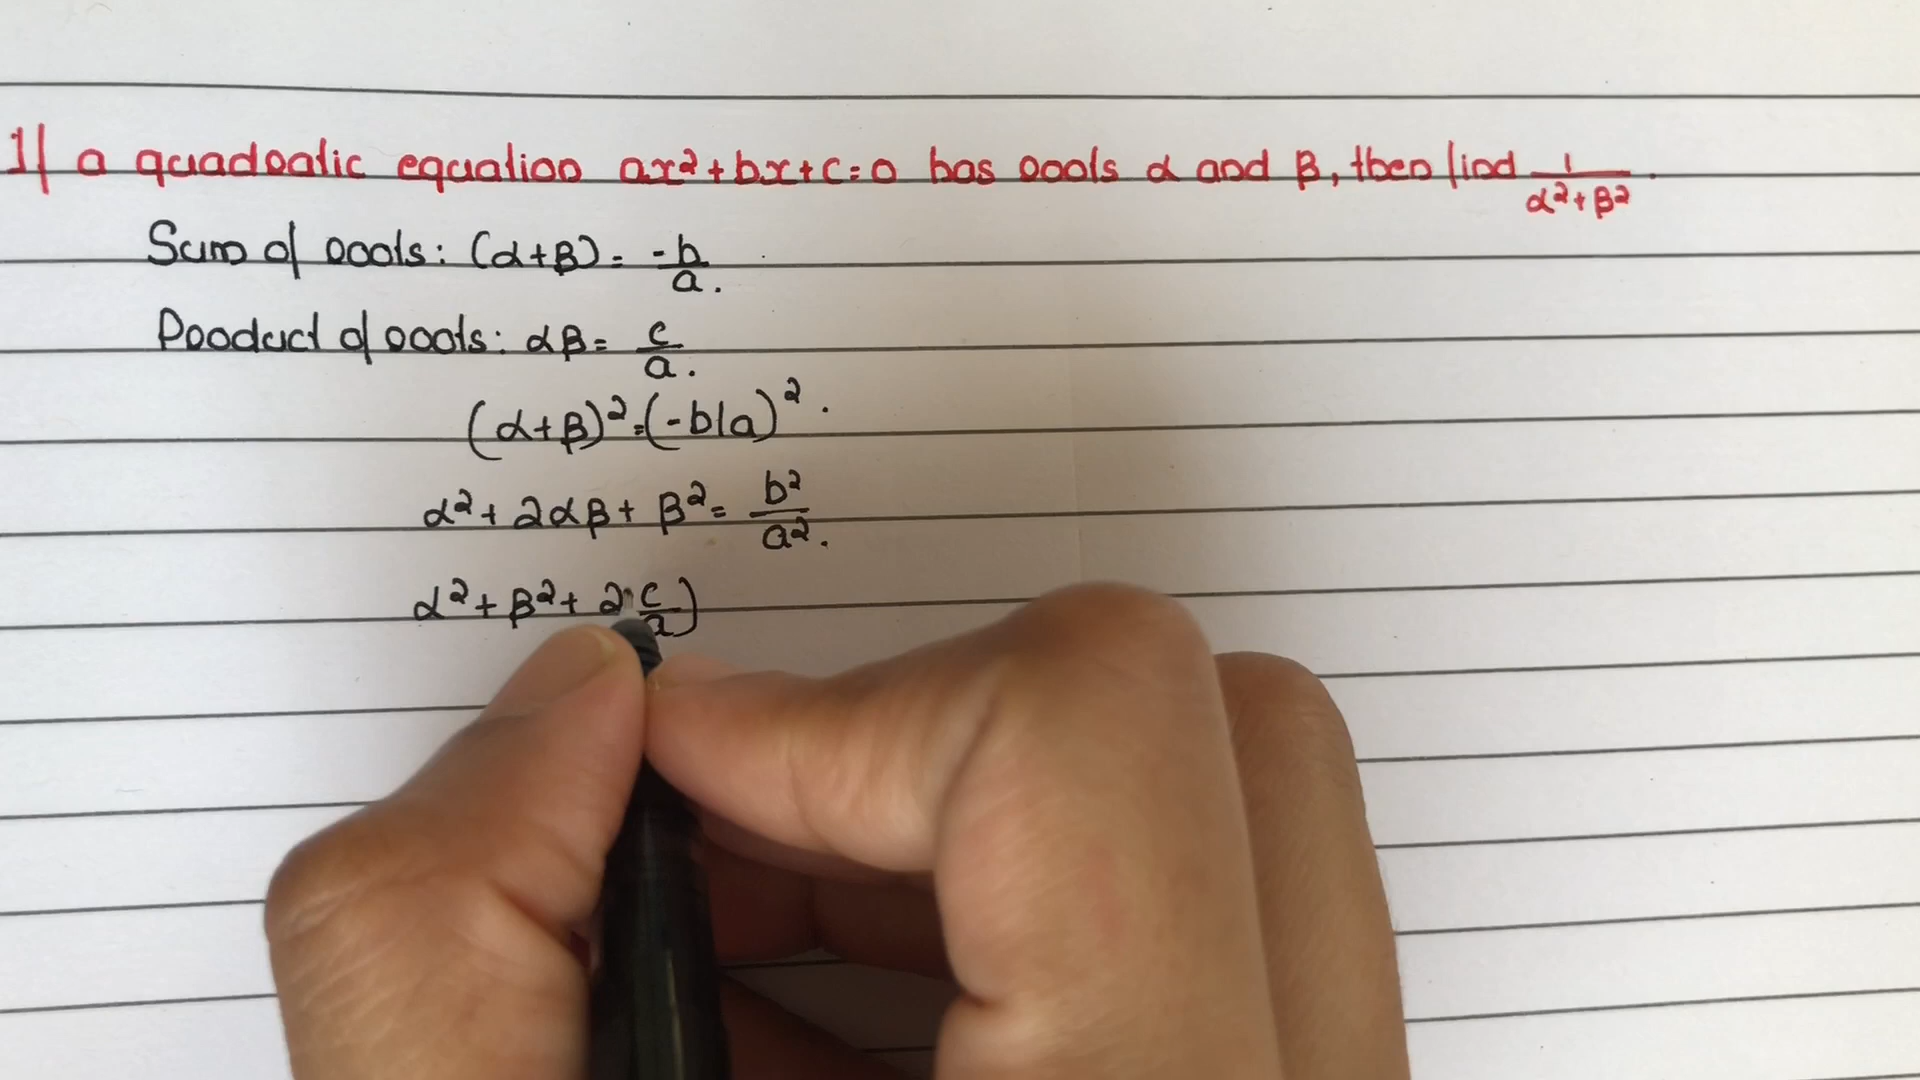 If a quadratic equation ax²+bx+c=0 has roots α and β, then find 1/(α²+β²).
Sum of roots: (α+β) = -b/a.
Product of roots: αβ = c/a.
(α+β)² = (-b/a)².
α² + 2αβ + β² = b²/a².
α² + β² + 2(c/a)